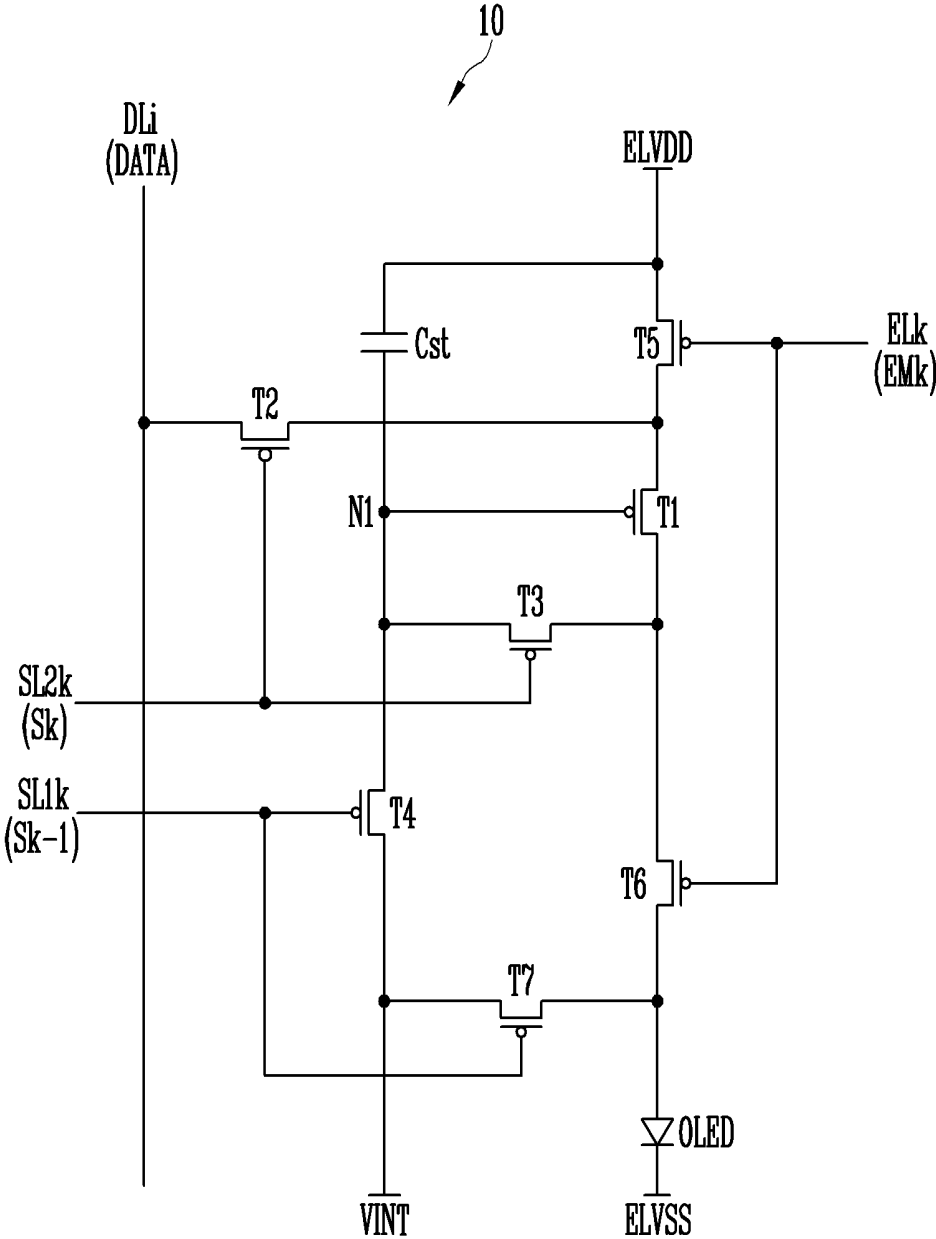 10
DLi
(DATA)
ELVDD
Cst
T5
ELk
(EMk)
T2
N1
T1
T3
SL2k
(Sk)
SL1k
(Sk-1)
T4
T6
T7
OLED
VINT
ELVSS